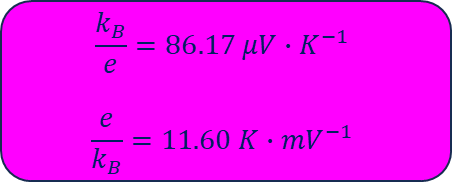 k_B/e = 86.17 μV · K⁻¹
e/k_B = 11.60 K · mV⁻¹